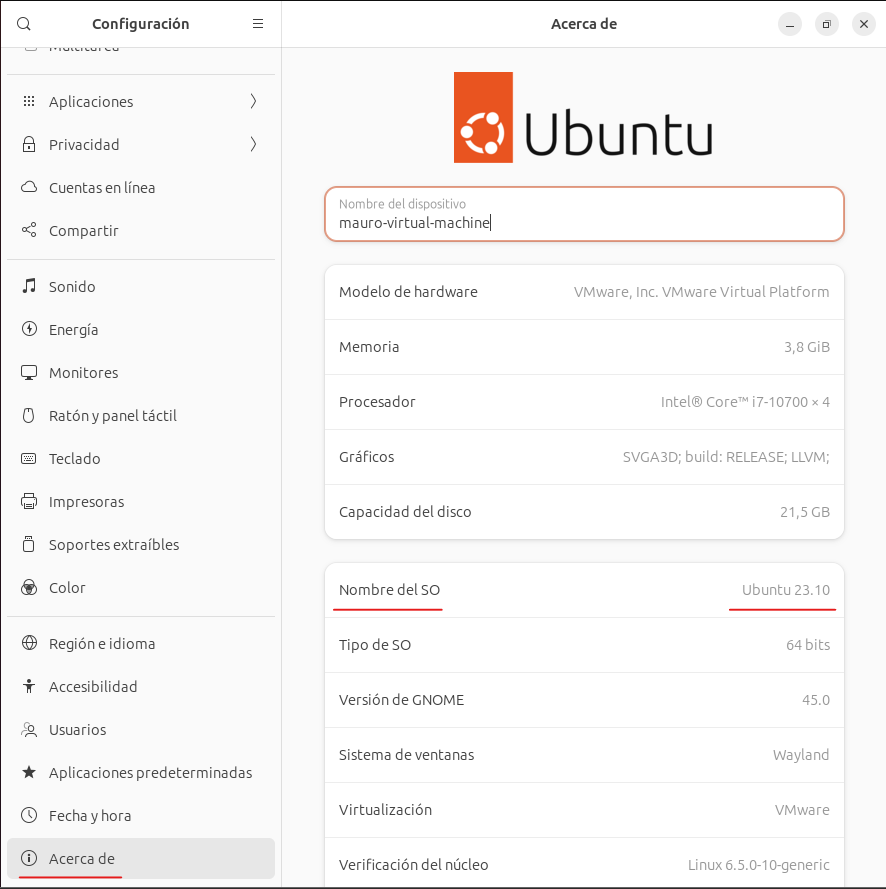 Configuración
Multitarea
Aplicaciones
Privacidad
Cuentas en línea
Compartir
Sonido
Energía
Monitores
Ratón y panel táctil
Teclado
Impresoras
Soportes extraíbles
Color
Región e idioma
Accesibilidad
Usuarios
Aplicaciones predeterminadas
Fecha y hora
Acerca de
Acerca de
Ubuntu
Nombre del dispositivo
mauro-virtual-machine
Modelo de hardware VMware, Inc. VMware Virtual Platform
Memoria 3,8 GiB
Procesador Intel® Core™ i7-10700 × 4
Gráficos SVGA3D; build: RELEASE; LLVM;
Capacidad del disco 21,5 GB
Nombre del SO Ubuntu 23.10
Tipo de SO 64 bits
Versión de GNOME 45.0
Sistema de ventanas Wayland
Virtualización VMware
Verificación del núcleo Linux 6.5.0-10-generic